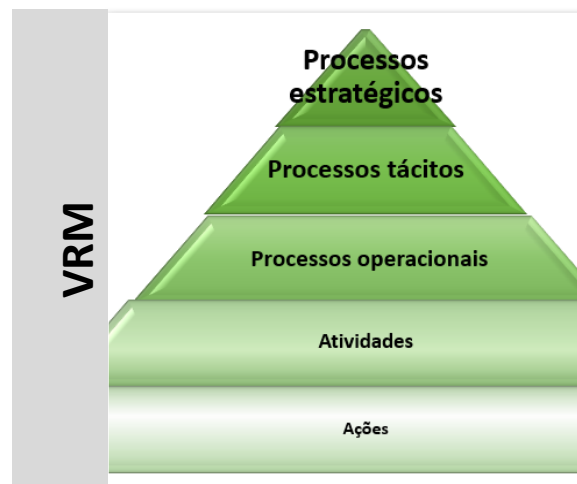 VRM
Processos
estratégicos
Processos tácitos
Processos operacionais
Atividades
Ações